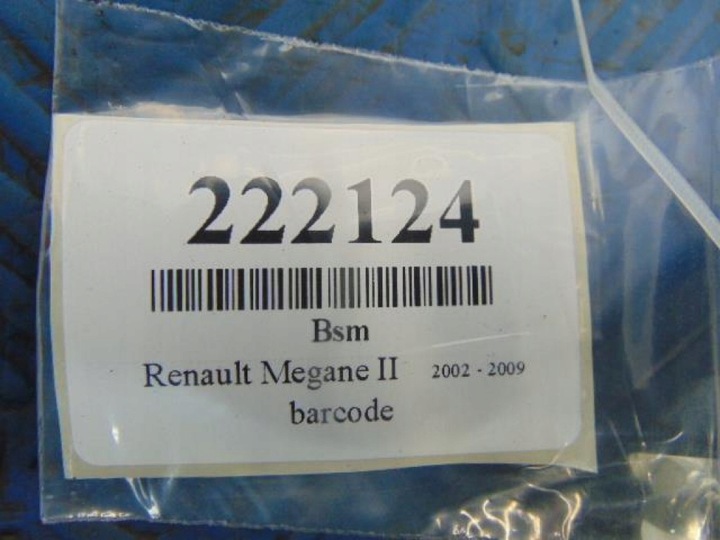 222124
Bsm
Renault Megane II 2002 - 2009
barcode